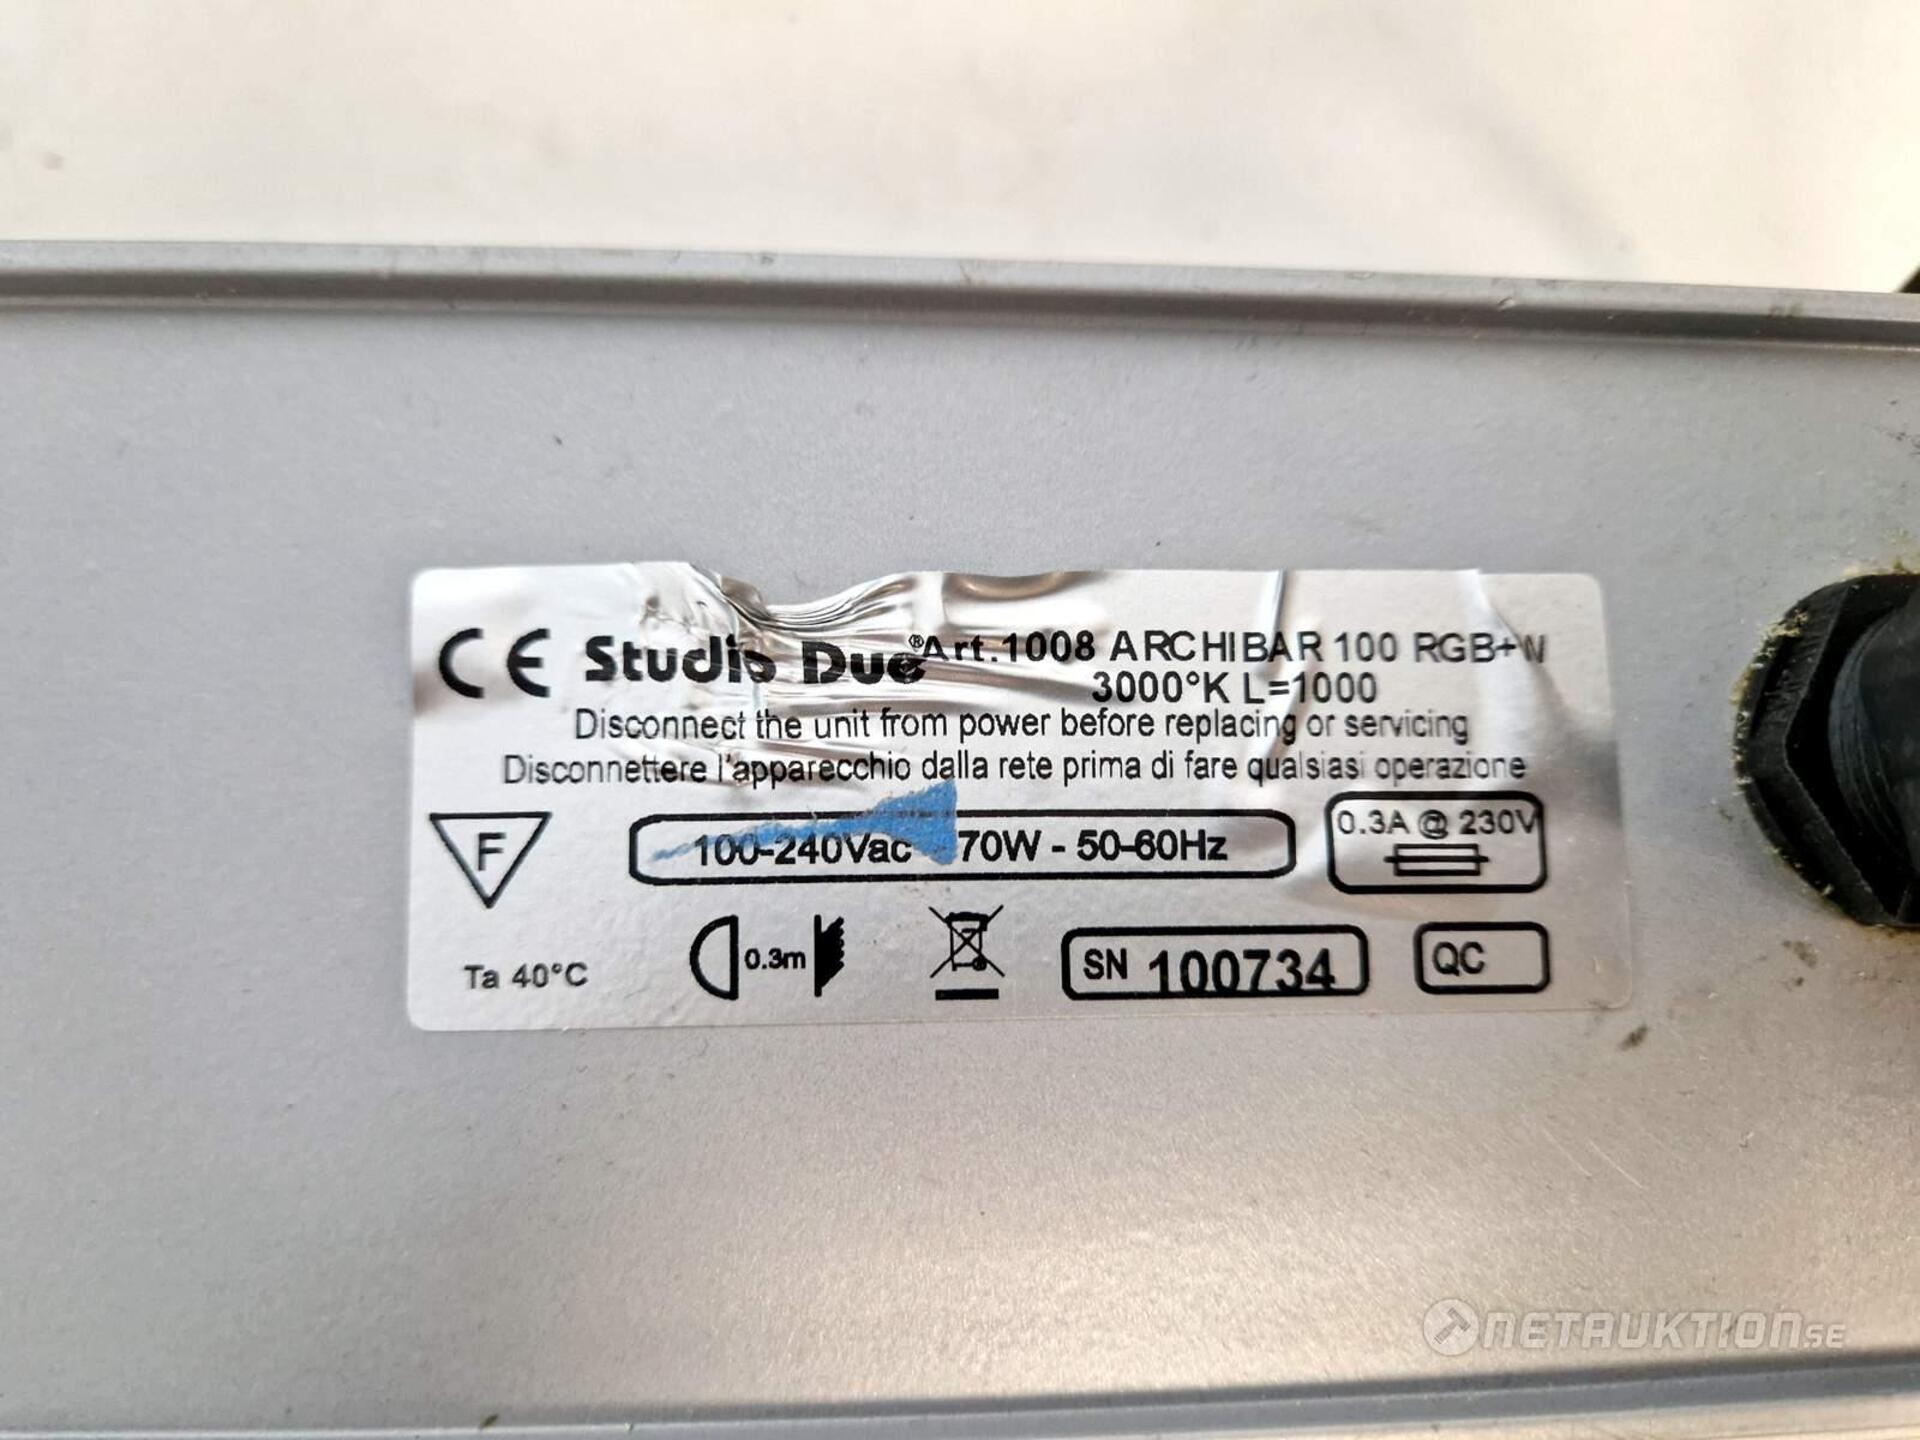 CE Studio Due® Art.1008 ARCHIBAR 100 RGB+W
3000°K L=1000
Disconnect the unit from power before replacing or servicing
Disconnettere l'apparecchio dalla rete prima di fare qualsiasi operazione
F
100-240Vac 70W - 50-60Hz
0.3A @ 230V
Ta 40°C
0.3m
SN 100734
QC
NETAUKTION.SE